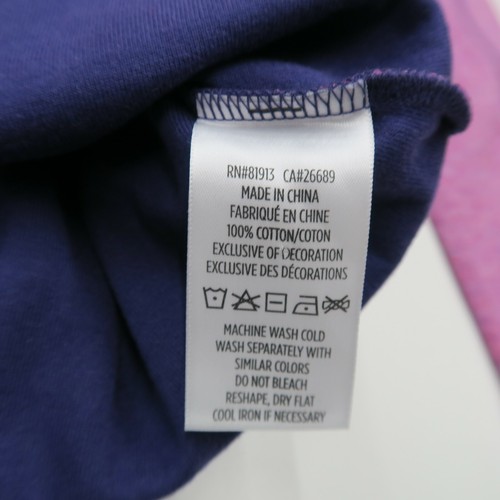 RN#81913 CA#26689
MADE IN CHINA
FABRIQUÉ EN CHINE
100% COTTON/COTON
EXCLUSIVE OF DECORATION
EXCLUSIVE DES DÉCORATIONS
MACHINE WASH COLD
WASH SEPARATELY WITH
SIMILAR COLORS
DO NOT BLEACH
RESHAPE, DRY FLAT
COOL IRON IF NECESSARY